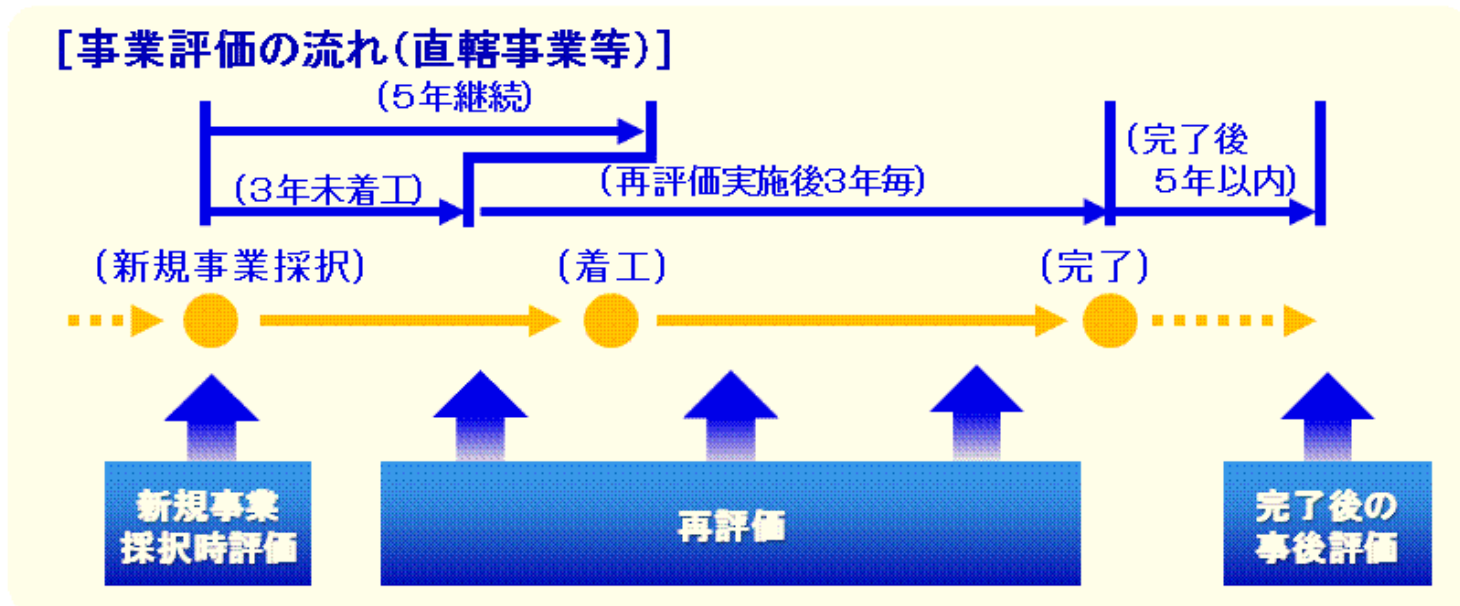 [事業評価の流れ(直轄事業等)]
(5年継続)
(3年未着工)
(再評価実施後3年毎)
(完了後
5年以内)
(新規事業採択)
(着工)
(完了)
新規事業
採択時評価
再評価
完了後の
事後評価